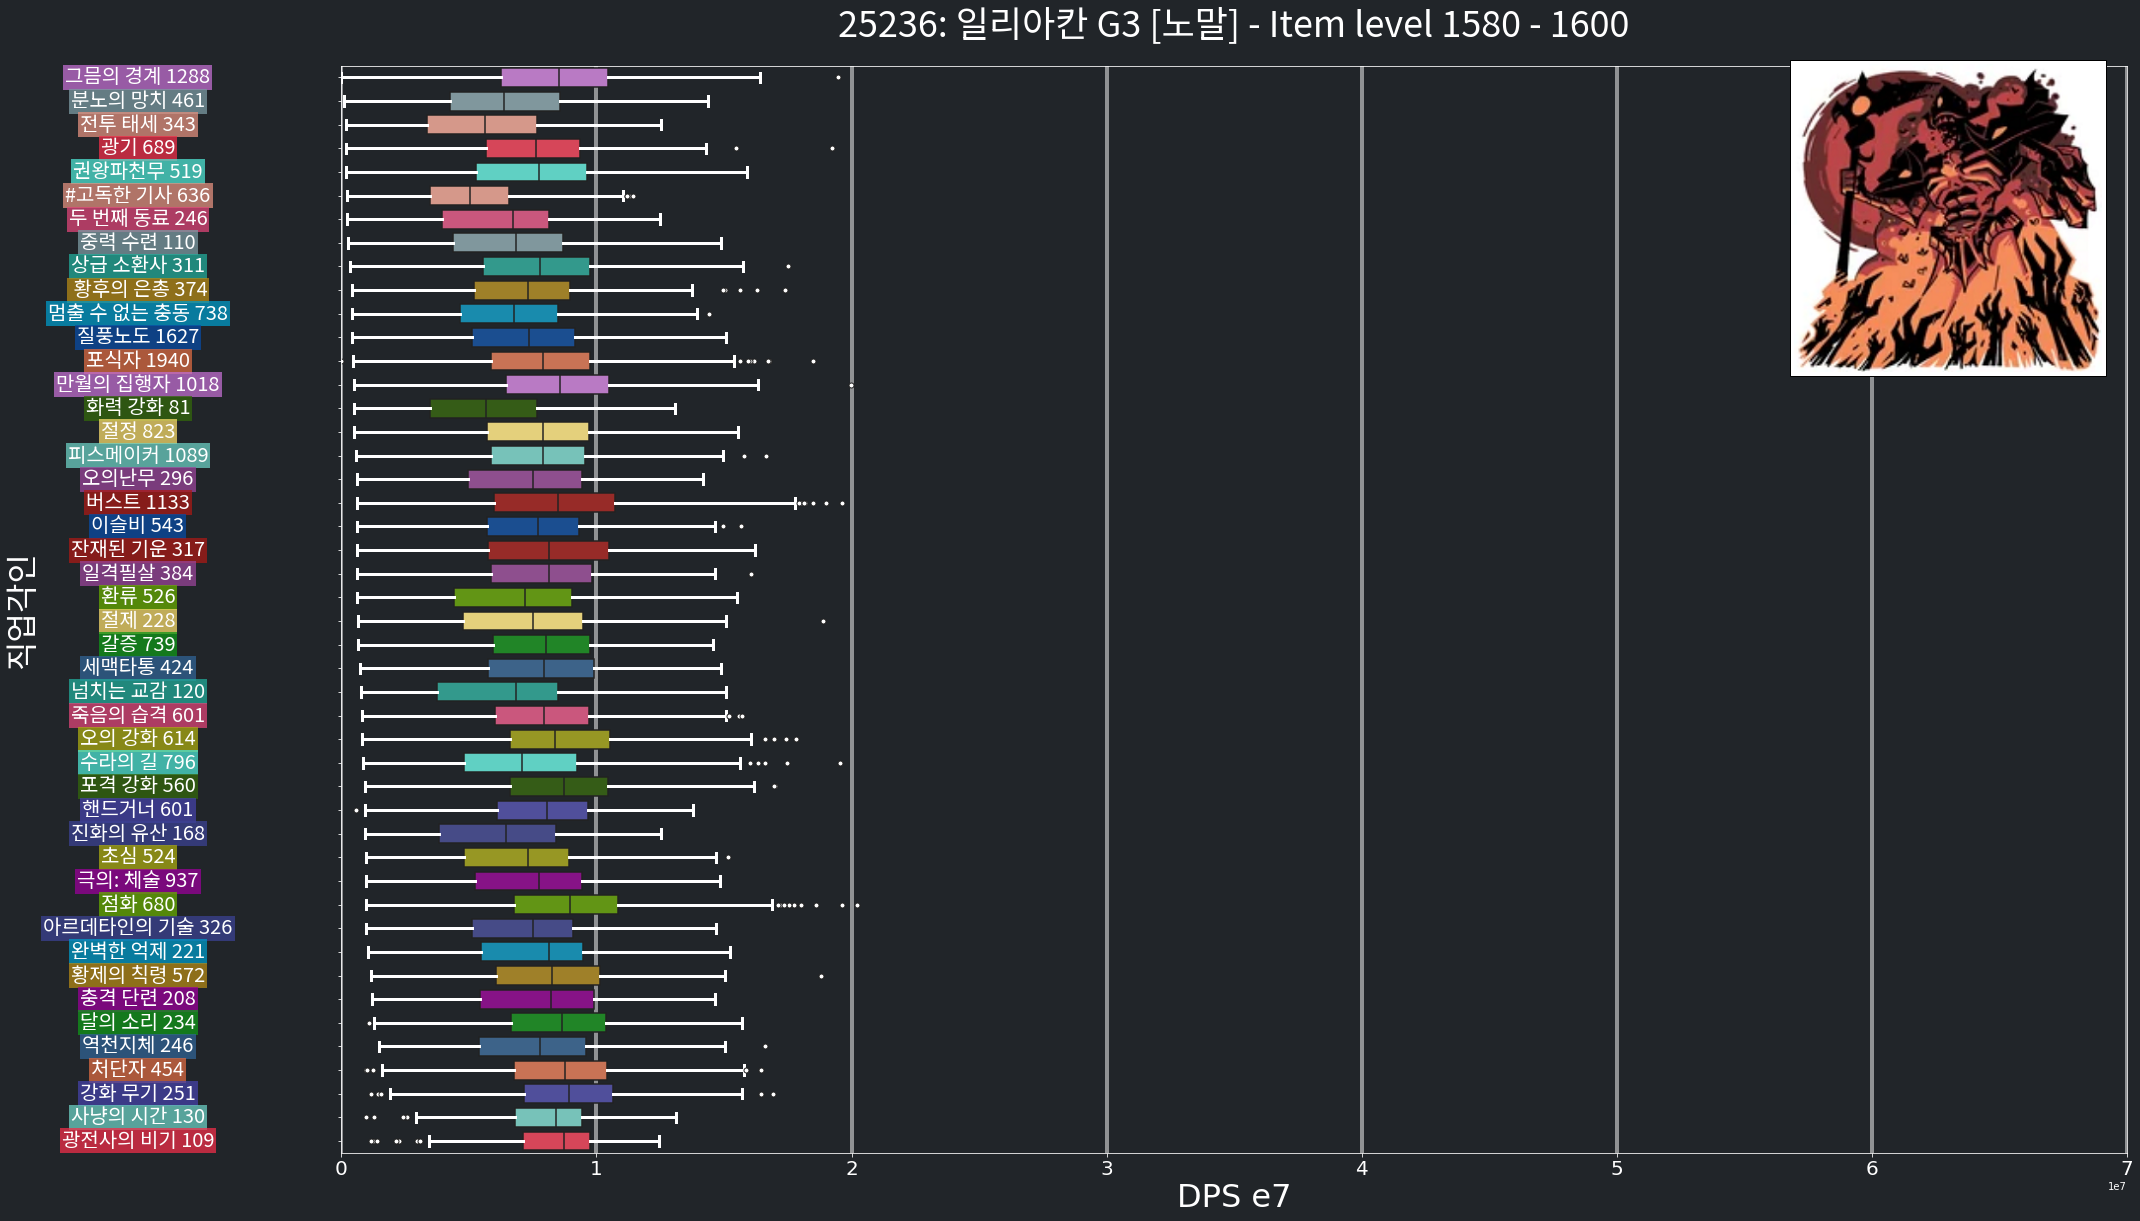 25236: 일리아칸 G3 [노말] - Item level 1580 - 1600
그믐의 경계 1288
분노의 망치 461
전투 태세 343
광기 689
권왕파천무 519
#고독한 기사 636
두 번째 동료 246
중력 수련 110
상급 소환사 311
황후의 은총 374
멈출 수 없는 충동 738
질풍노도 1627
포식자 1940
만월의 집행자 1018
화력 강화 81
절정 823
피스메이커 1089
오의난무 296
버스트 1133
이슬비 543
잔재된 기운 317
일격필살 384
환류 526
절제 228
갈증 739
세맥타통 424
넘치는 교감 120
죽음의 습격 601
오의 강화 614
수라의 길 796
포격 강화 560
핸드거너 601
진화의 유산 168
초심 524
극의: 체술 937
점화 680
아르데타인의 기술 326
완벽한 억제 221
황제의 칙령 572
충격 단련 208
달의 소리 234
역천지체 246
처단자 454
강화 무기 251
사냥의 시간 130
광전사의 비기 109
직업각인
0 1 2 3 4 5 6 7
DPS e7
1e7